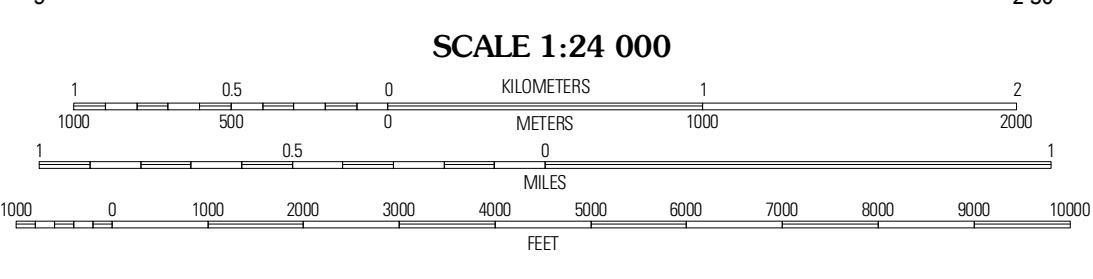 SCALE 1:24 000
1 0.5 0 KILOMETERS 1 2
1000 500 0 METERS 1000 2000
1 0.5 0 1
MILES
1000 0 1000 2000 3000 4000 5000 6000 7000 8000 9000 10000
FEET